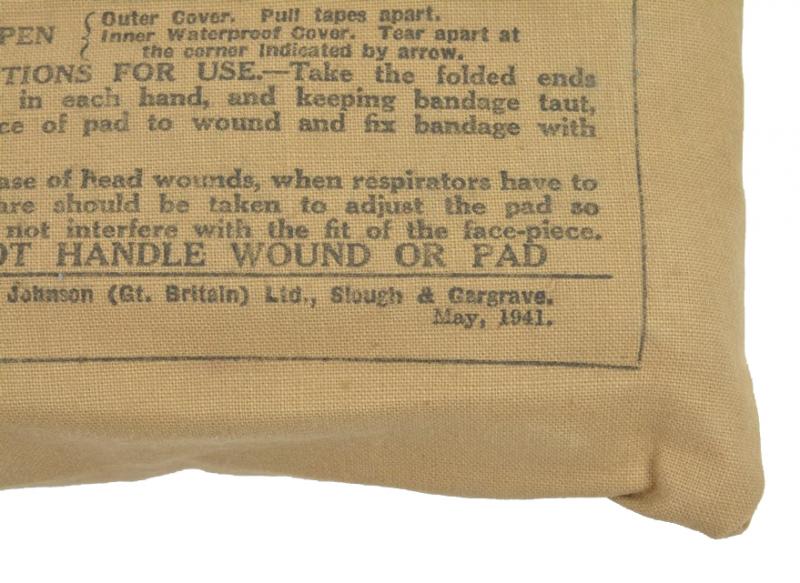 PEN { Outer Cover. Pull tapes apart.
Inner Waterproof Cover. Tear apart at
the corner indicated by arrow.
TIONS FOR USE.—Take the folded ends
in each hand, and keeping bandage taut,
ce of pad to wound and fix bandage with
ase of head wounds, when respirators have to
are should be taken to adjust the pad so
not interfere with the fit of the face-piece.
OT HANDLE WOUND OR PAD
Johnson (Gt. Britain) Ltd., Slough & Gargrave.
May, 1941.